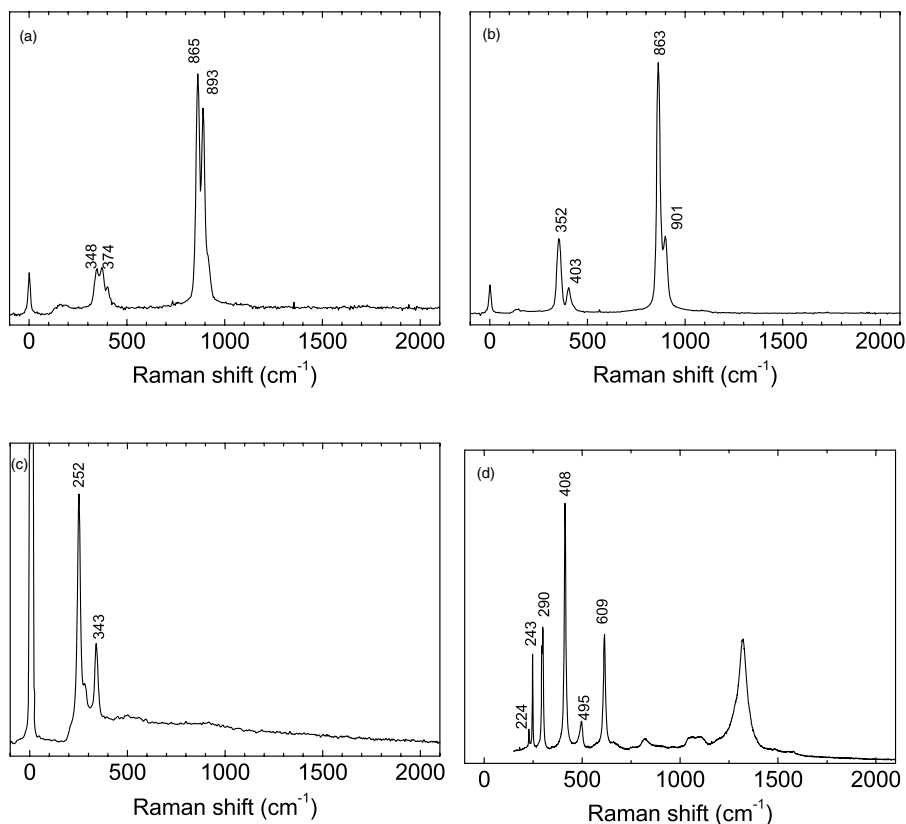 (a)
865
893
348
374
0 500 1000 1500 2000
Raman shift (cm-1)
(b)
863
901
352
403
0 500 1000 1500 2000
Raman shift (cm-1)
(c)
252
343
0 500 1000 1500 2000
Raman shift (cm-1)
(d)
408
290
243
609
224
495
0 500 1000 1500 2000
Raman shift (cm-1)